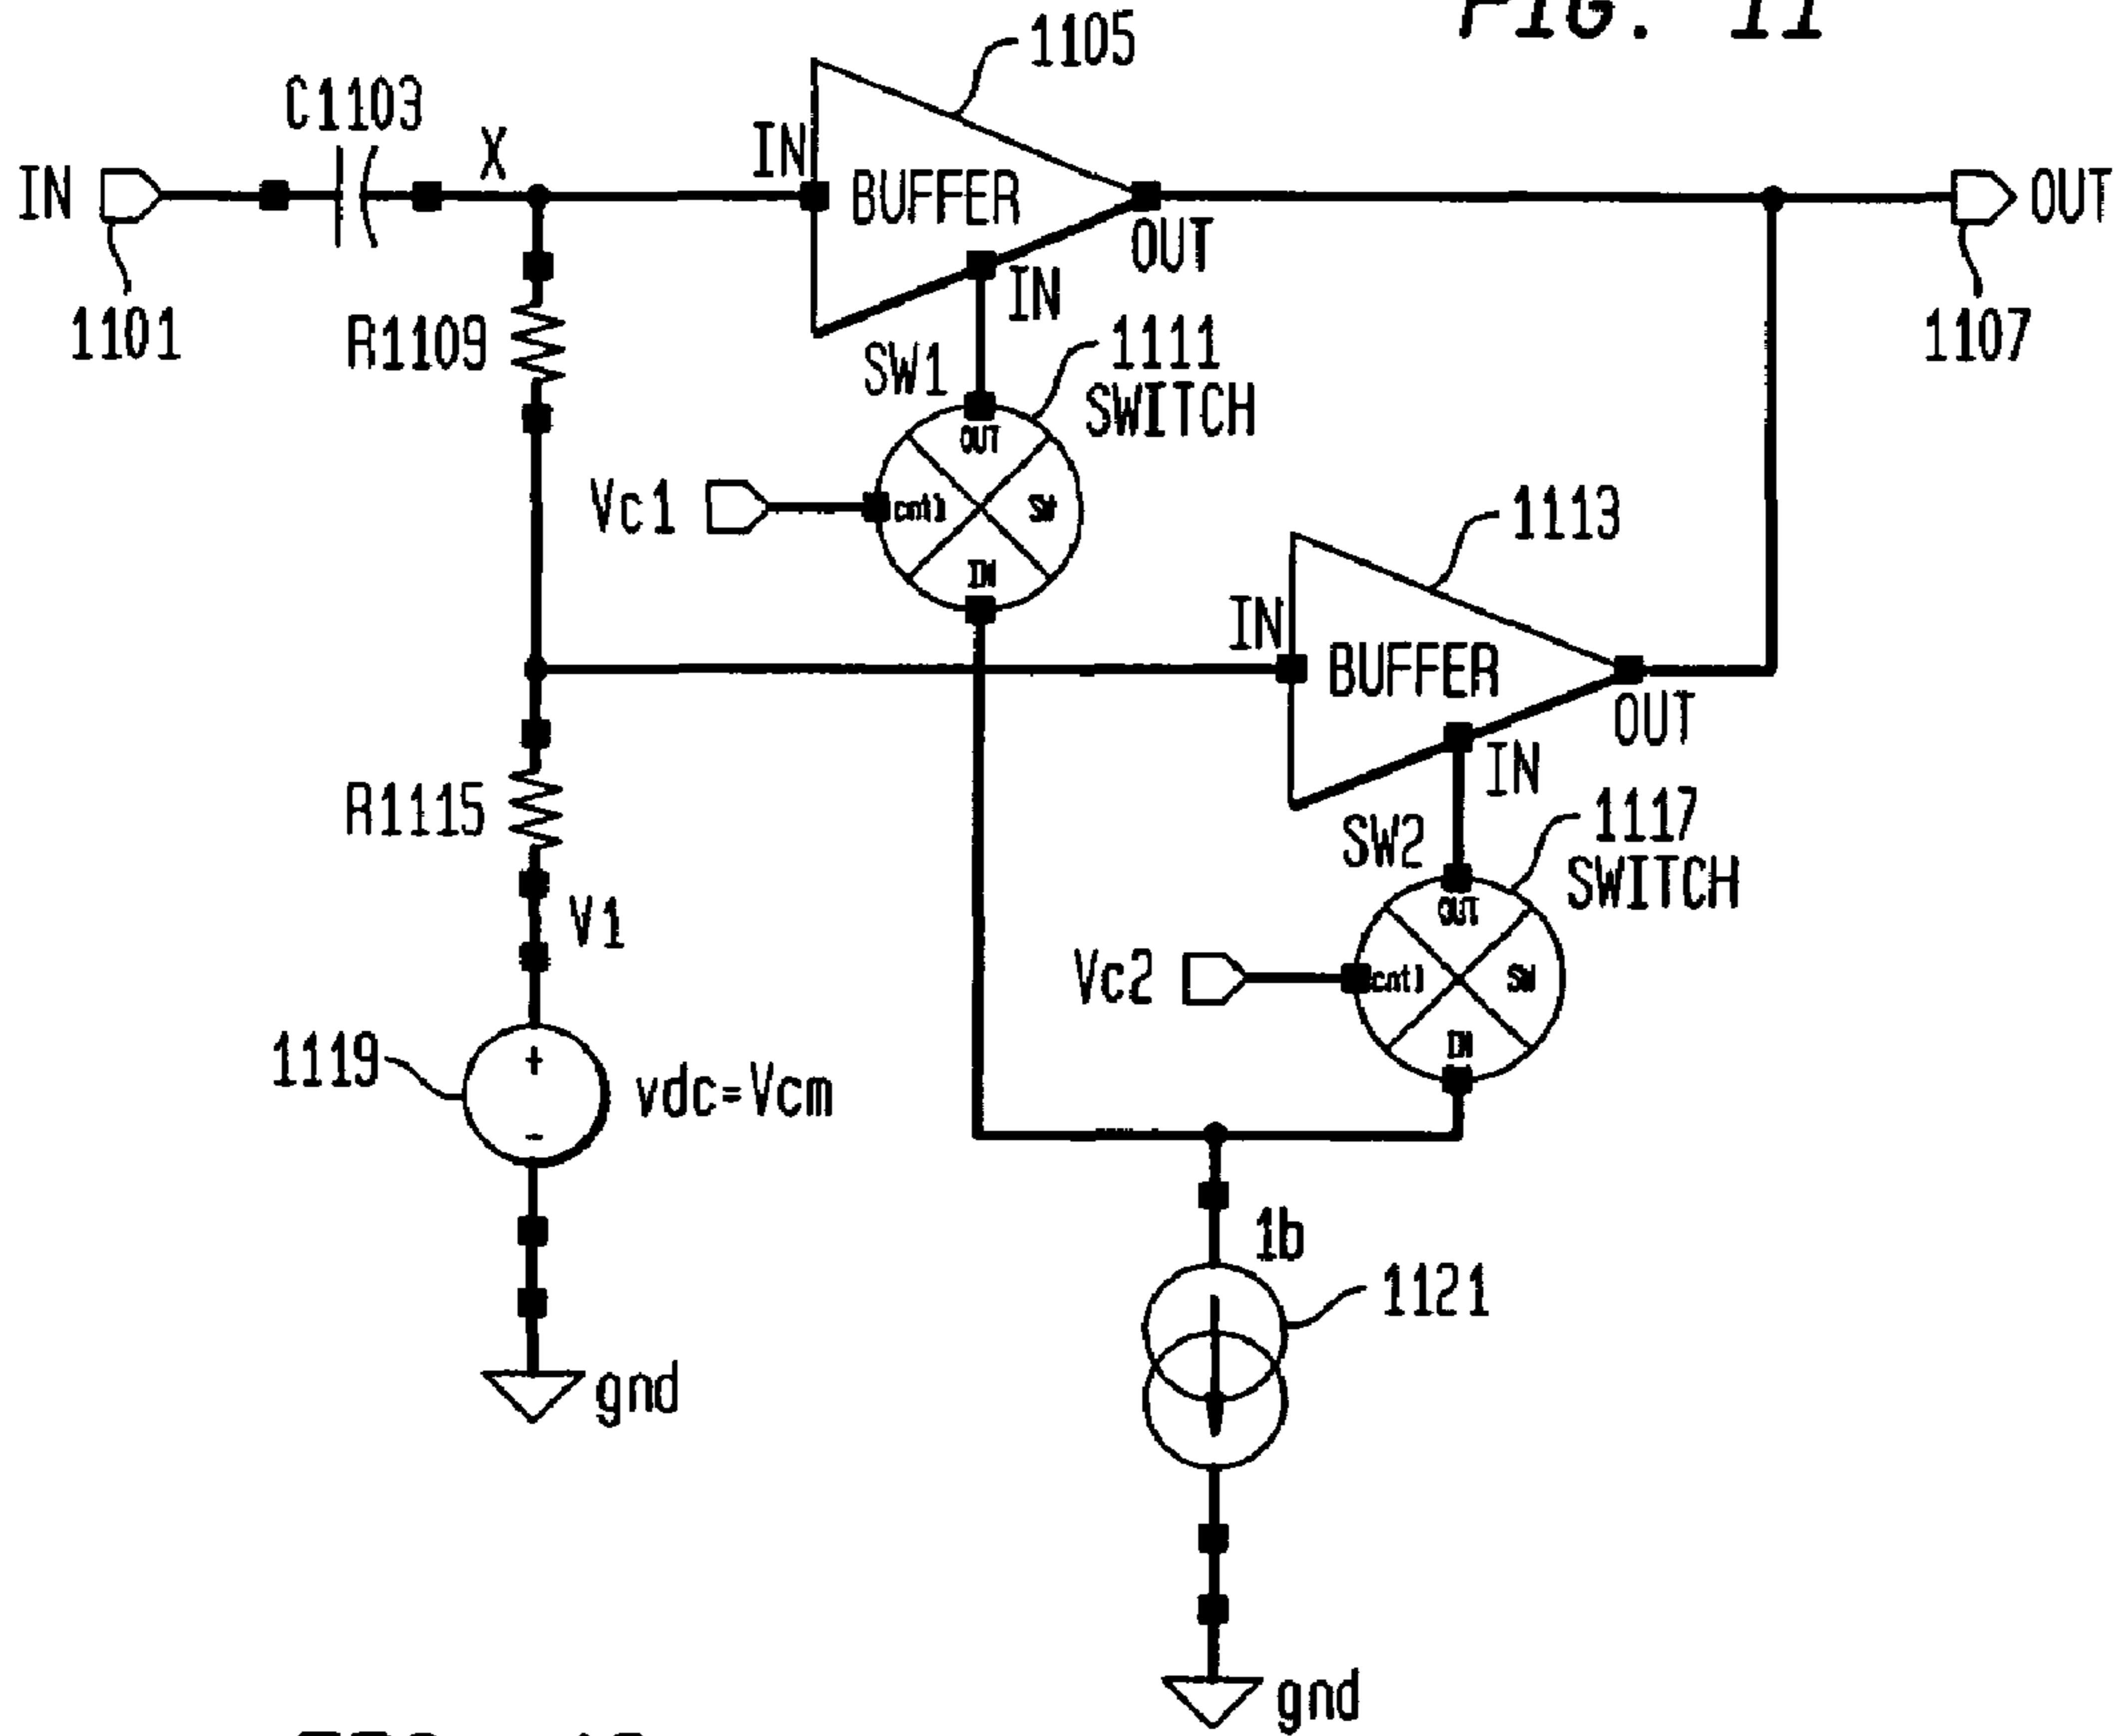 FIG. 11
1105
C1103
X
IN
IN
BUFFER
OUT
OUT
IN
1101
R1109
1111
SW1
SWITCH
1107
OUT
Vc1
cntl
SW
IN
1113
IN
BUFFER
OUT
IN
R1115
1117
SW2
SWITCH
OUT
V1
Vc2
cntl
SW
IN
1119
+
vdc=Vcm
-
1b
1121
gnd
gnd